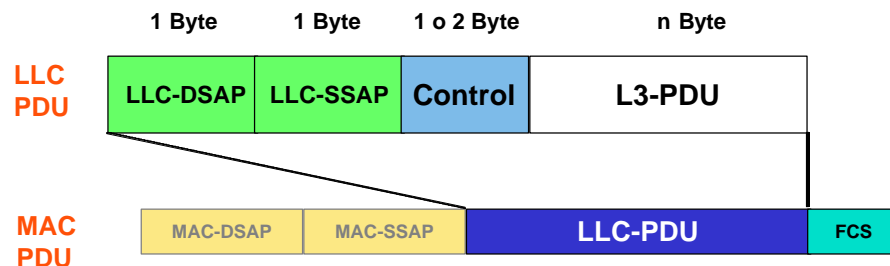 1 Byte 1 Byte 1 o 2 Byte n Byte
LLC PDU
LLC-DSAP LLC-SSAP Control L3-PDU
MAC PDU
MAC-DSAP MAC-SSAP LLC-PDU FCS